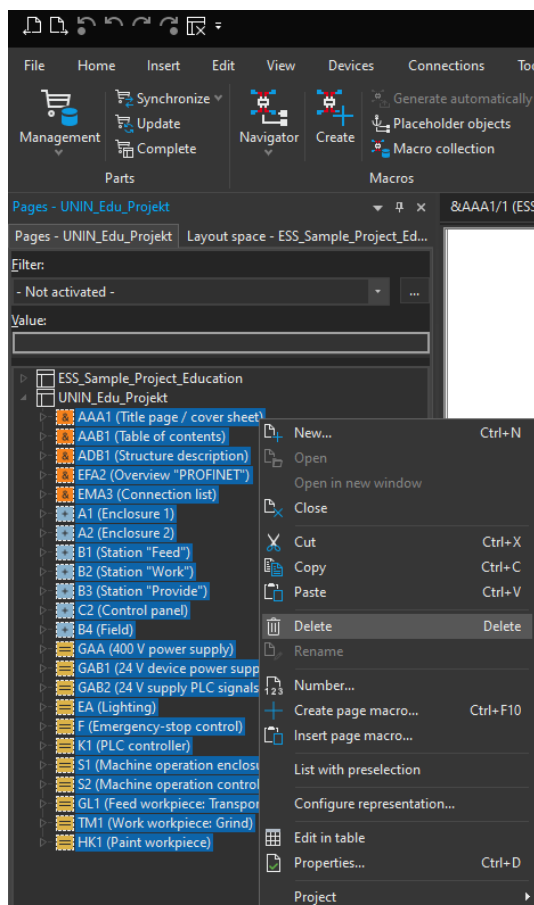 File Home Insert Edit View Devices Connections
Synchronize
Update
Complete
Management
Navigator
Create
Generate automatically
Placeholder objects
Macro collection
Parts
Macros
Pages - UNIN_Edu_Projekt
&AAA1/1 (ESS
Pages - UNIN_Edu_Projekt Layout space - ESS_Sample_Project_Ed...
Filter:
- Not activated -
...
Value:
ESS_Sample_Project_Education
UNIN_Edu_Projekt
& AAA1 (Title page / cover sheet)
& AAB1 (Table of contents)
& ADB1 (Structure description)
& EFA2 (Overview "PROFINET")
& EMA3 (Connection list)
+ A1 (Enclosure 1)
+ A2 (Enclosure 2)
+ B1 (Station "Feed")
+ B2 (Station "Work")
+ B3 (Station "Provide")
+ C2 (Control panel)
+ B4 (Field)
= GAA (400 V power supply)
= GAB1 (24 V device power supp
= GAB2 (24 V supply PLC signals
= EA (Lighting)
= F (Emergency-stop control)
= K1 (PLC controller)
= S1 (Machine operation enclosu
= S2 (Machine operation control
= GL1 (Feed workpiece: Transpor
= TM1 (Work workpiece: Grind)
= HK1 (Paint workpiece)
New... Ctrl+N
Open
Open in new window
Close
Cut Ctrl+X
Copy Ctrl+C
Paste Ctrl+V
Delete Delete
Rename
123 Number...
Create page macro... Ctrl+F10
Insert page macro...
List with preselection
Configure representation...
Edit in table
Properties... Ctrl+D
Project